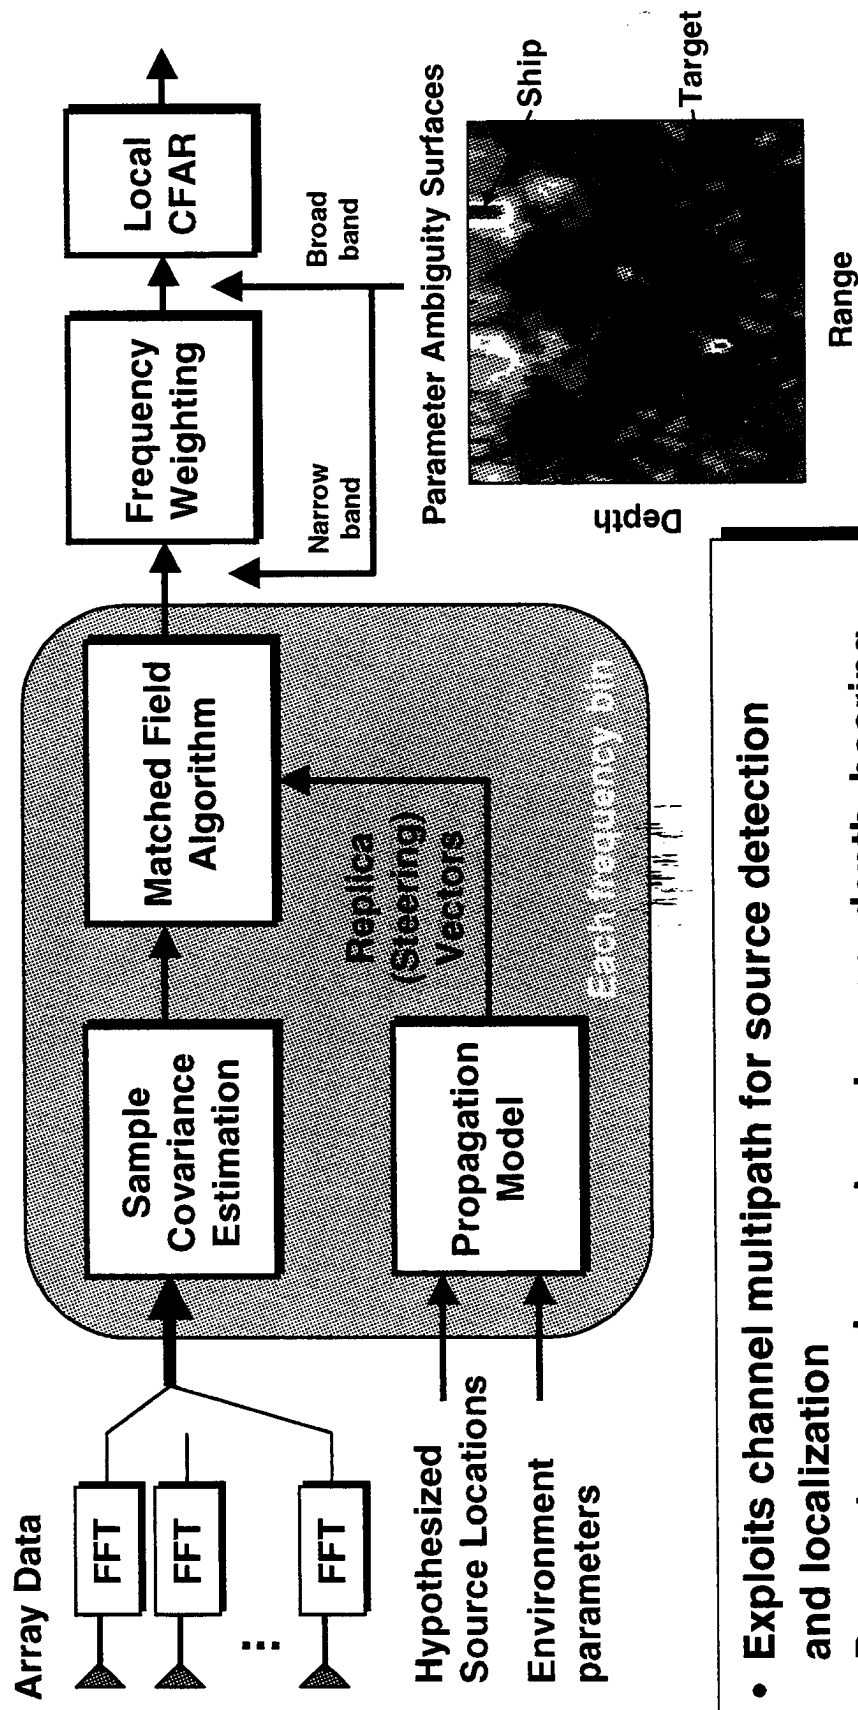 Array Data
FFT
FFT
...
FFT
Hypothesized
Source Locations
Environment
parameters
Sample
Covariance
Estimation
Propagation
Model
Matched Field
Algorithm
Replica
(Steering)
Vectors
Each frequency bin
Frequency
Weighting
Local
CFAR
Narrow
band
Broad
band
Parameter Ambiguity Surfaces
Ship
Target
Depth
Range
• Exploits channel multipath for source detection
and localization
depth, bearing